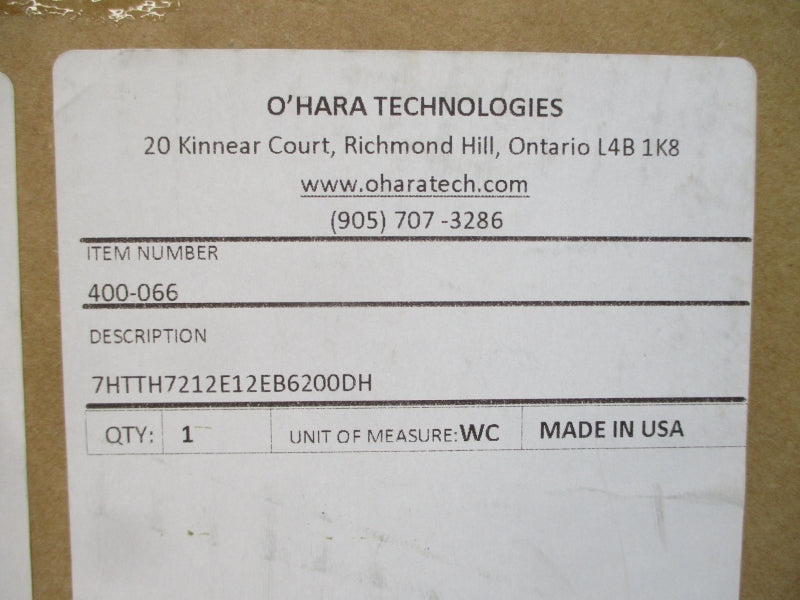 O'HARA TECHNOLOGIES
20 Kinnear Court, Richmond Hill, Ontario L4B 1K8
www.oharatech.com
(905) 707 -3286
ITEM NUMBER
400-066
DESCRIPTION
7HTTH7212E12EB6200DH
QTY: 1 UNIT OF MEASURE: WC MADE IN USA